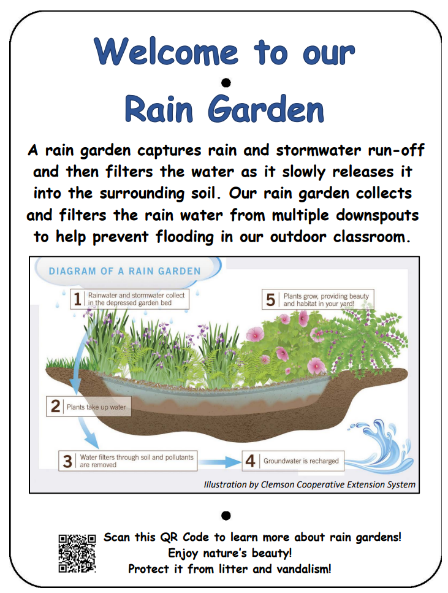 Welcome to our
Rain Garden
A rain garden captures rain and stormwater run-off
and then filters the water as it slowly releases it
into the surrounding soil. Our rain garden collects
and filters the rain water from multiple downspouts
to help prevent flooding in our outdoor classroom.
DIAGRAM OF A RAIN GARDEN
1 Rainwater and stormwater collect
in the depressed garden bed
5 Plants grow, providing beauty
and habitat in your yard!
2 Plants take up water
3 Water filters through soil and pollutants
are removed
4 Groundwater is recharged
Illustration by Clemson Cooperative Extension System
Scan this QR Code to learn more about rain gardens!
Enjoy nature's beauty!
Protect it from litter and vandalism!